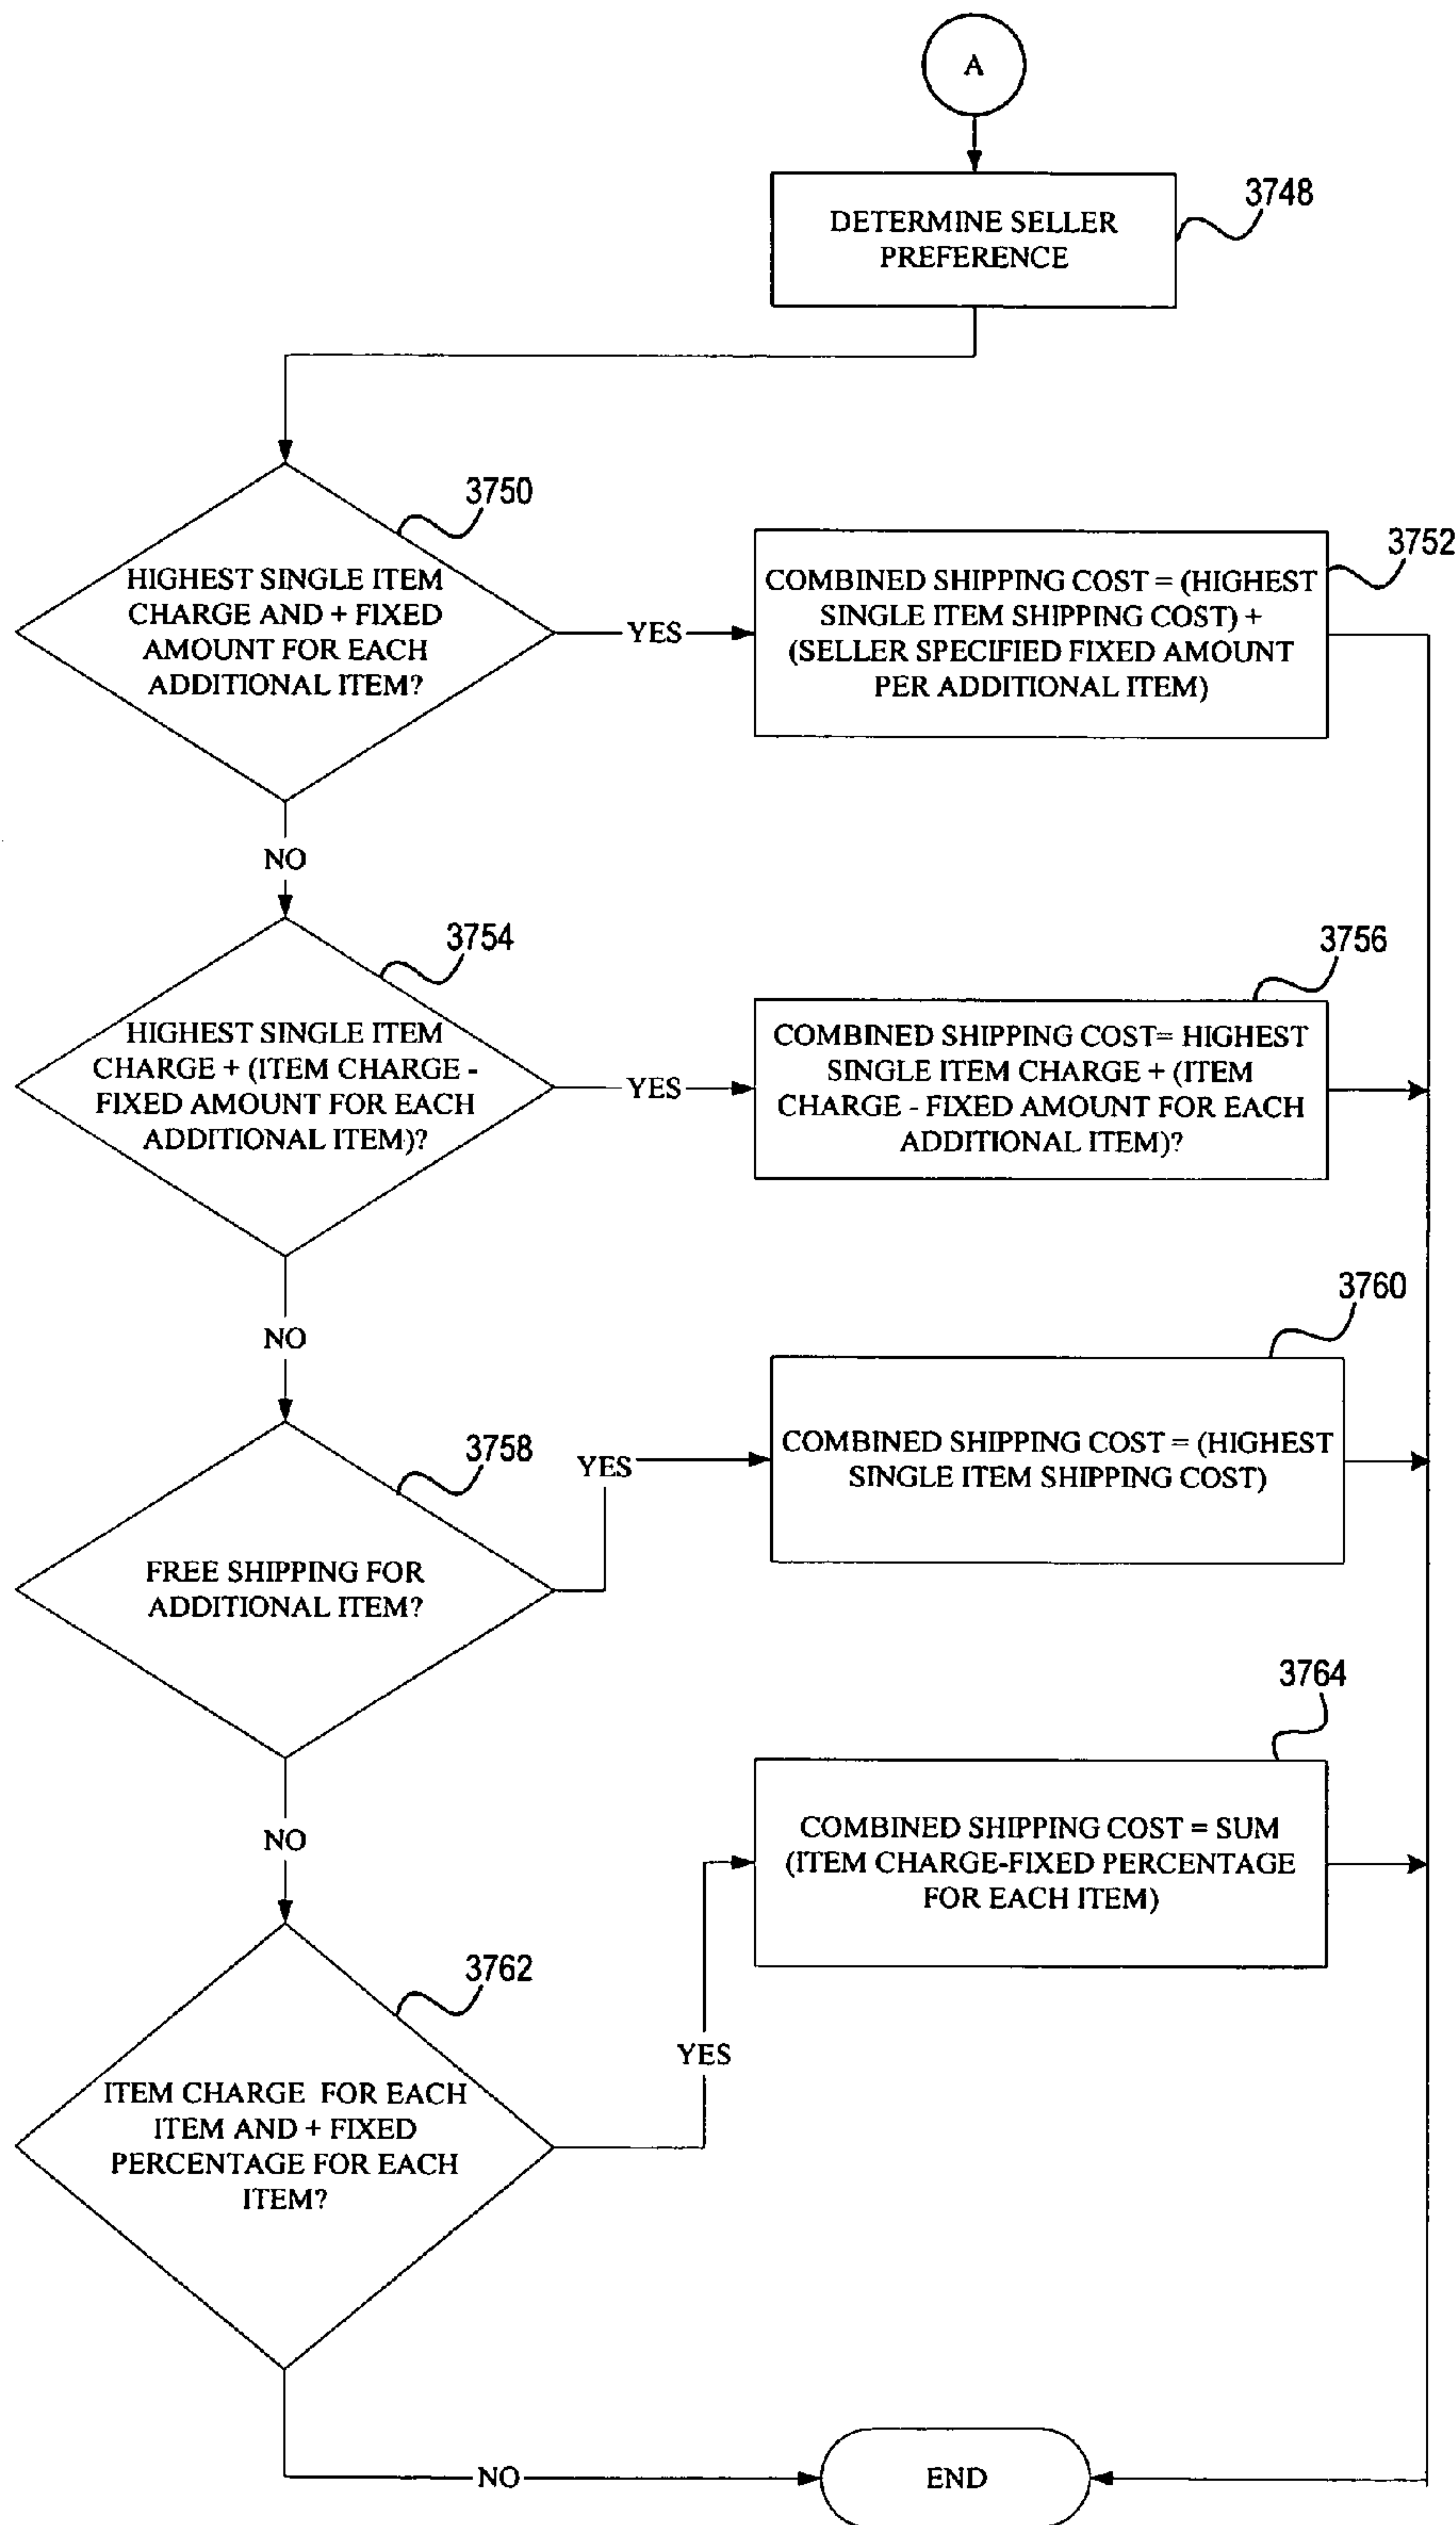 A
DETERMINE SELLER
PREFERENCE
3748
3750
HIGHEST SINGLE ITEM
CHARGE AND + FIXED
AMOUNT FOR EACH
ADDITIONAL ITEM?
YES
3752
COMBINED SHIPPING COST = (HIGHEST
SINGLE ITEM SHIPPING COST) +
(SELLER SPECIFIED FIXED AMOUNT
PER ADDITIONAL ITEM)
NO
3754
HIGHEST SINGLE ITEM
CHARGE + (ITEM CHARGE -
FIXED AMOUNT FOR EACH
ADDITIONAL ITEM)?
YES
3756
COMBINED SHIPPING COST= HIGHEST
SINGLE ITEM CHARGE + (ITEM
CHARGE - FIXED AMOUNT FOR EACH
ADDITIONAL ITEM)?
NO
3758
FREE SHIPPING FOR
ADDITIONAL ITEM?
YES
3760
COMBINED SHIPPING COST = (HIGHEST
SINGLE ITEM SHIPPING COST)
NO
3762
ITEM CHARGE FOR EACH
ITEM AND + FIXED
PERCENTAGE FOR EACH
ITEM?
YES
3764
COMBINED SHIPPING COST = SUM
(ITEM CHARGE-FIXED PERCENTAGE
FOR EACH ITEM)
NO
END